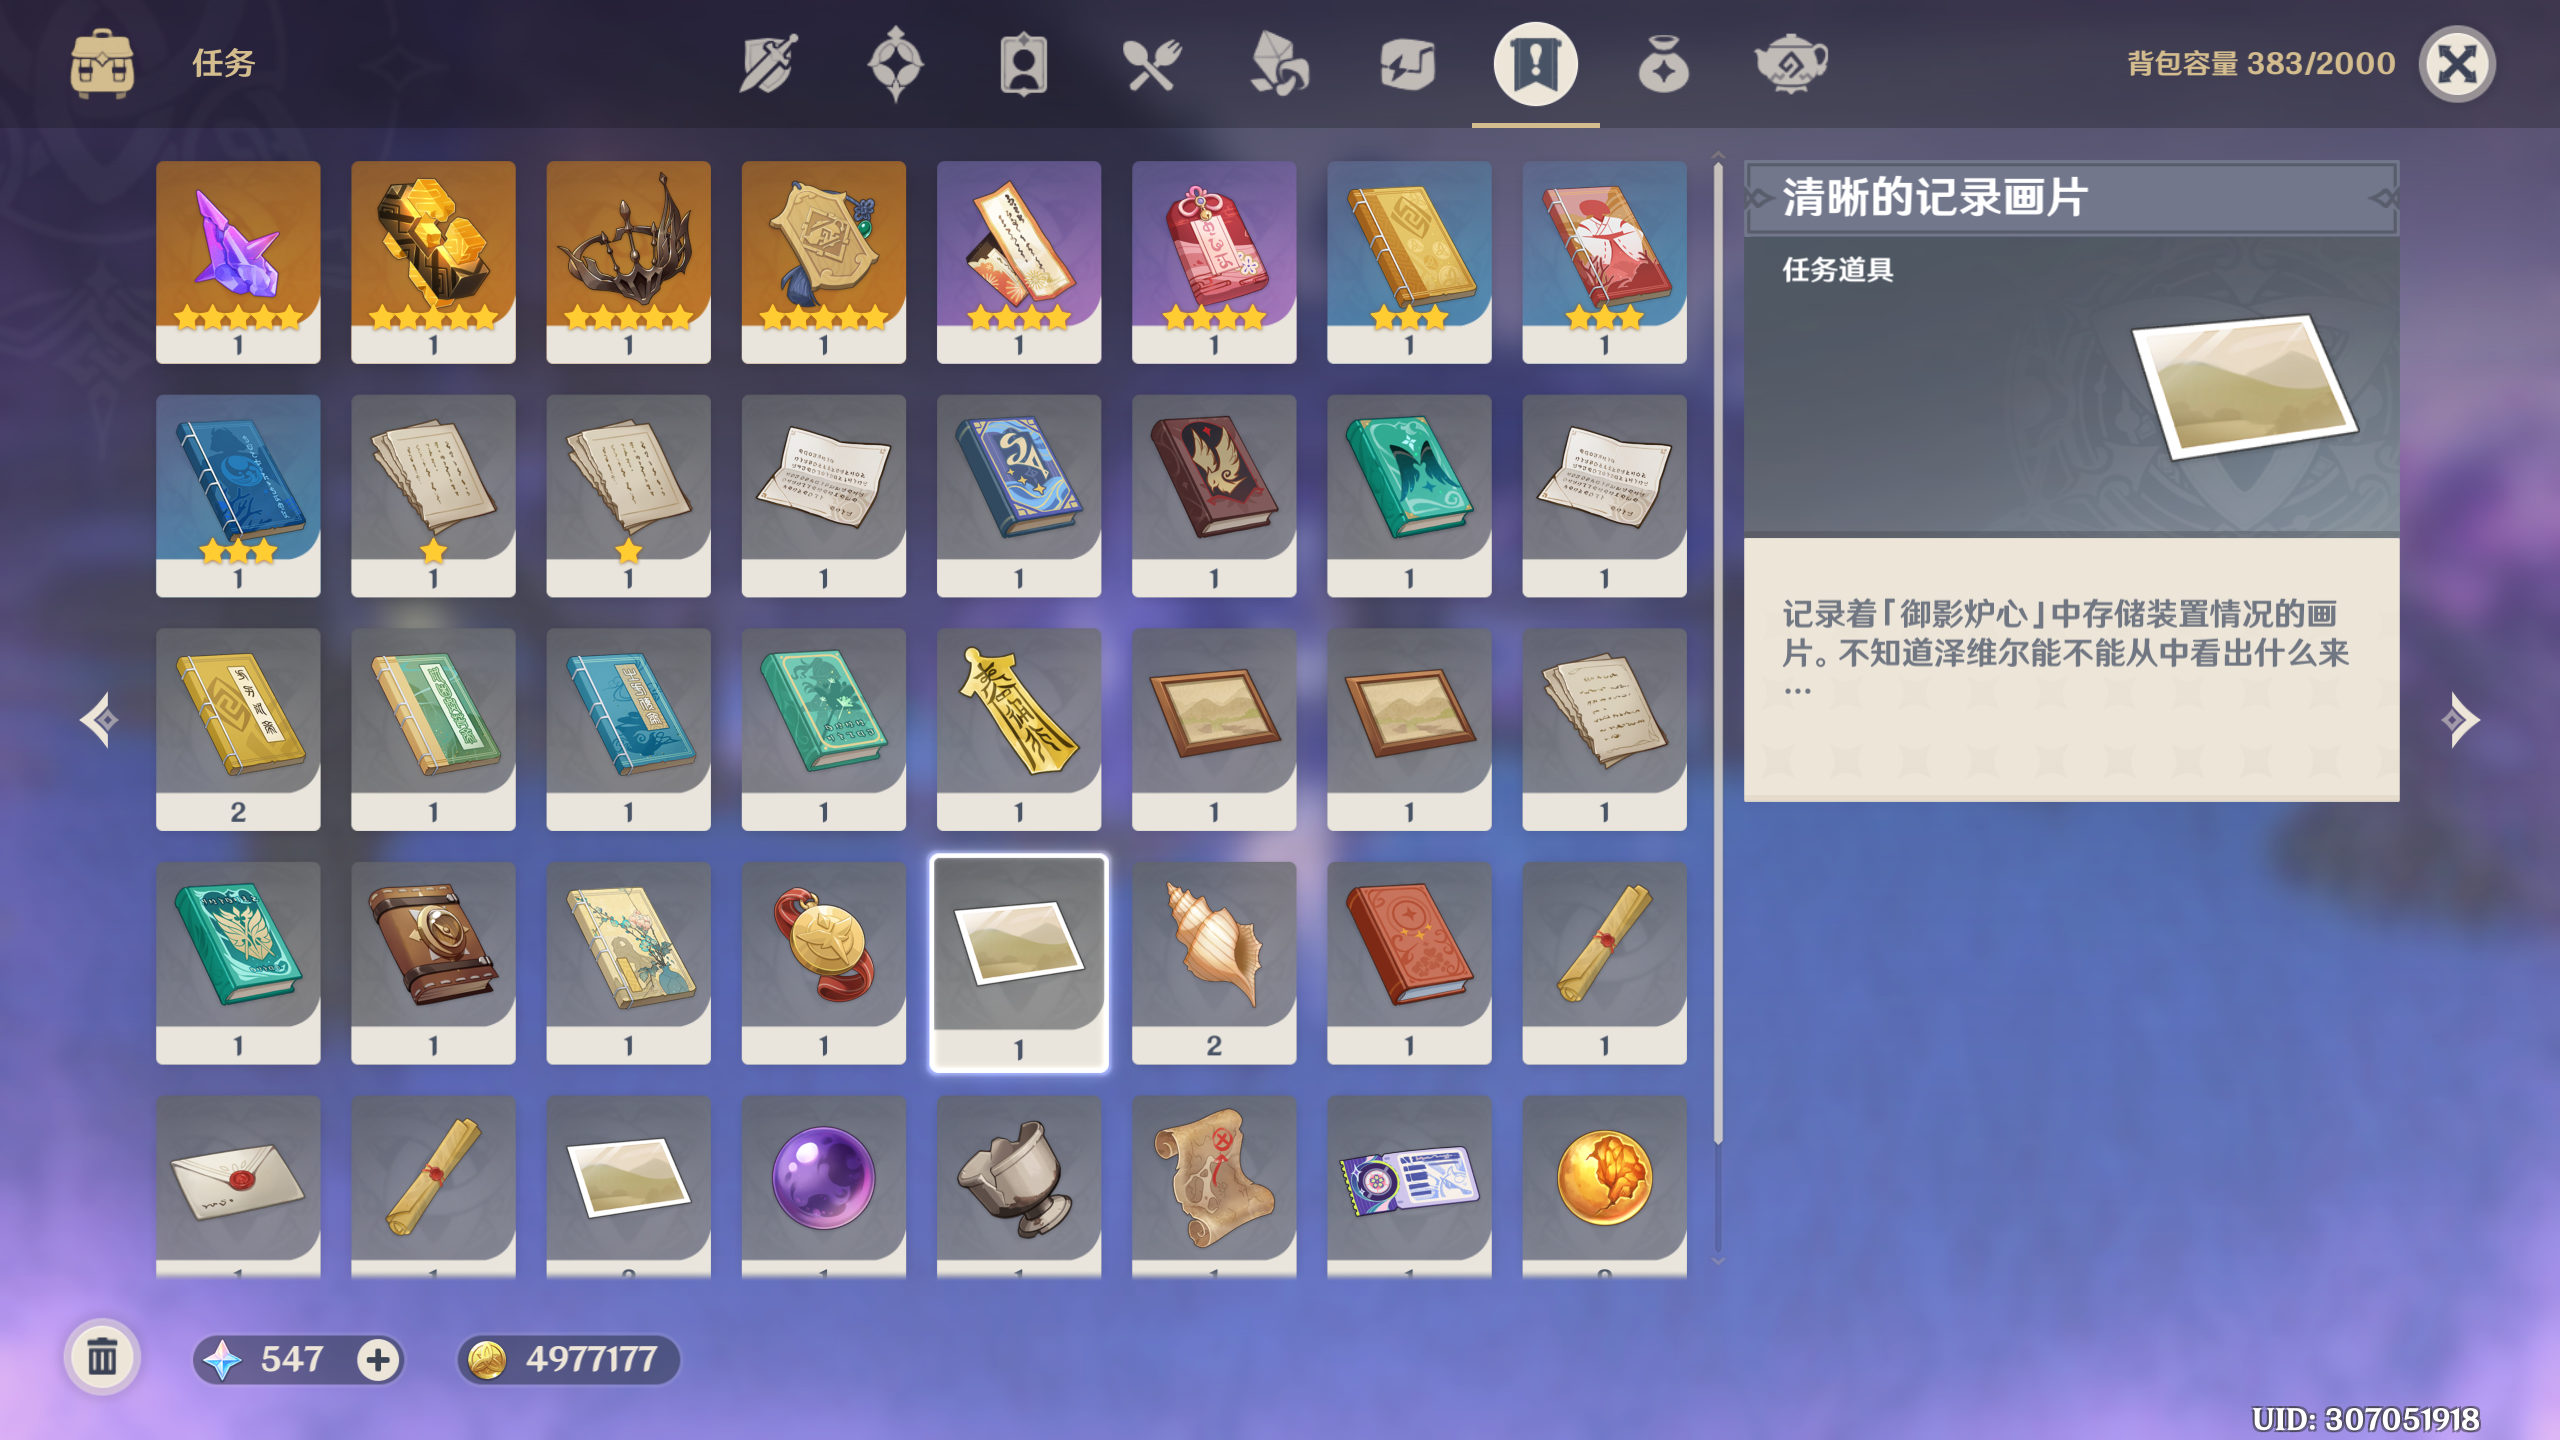 任务
背包容量 383/2000
清晰的记录画片
任务道具
记录着「御影炉心」中存储装置情况的画
片。不知道泽维尔能不能从中看出什么来
…
1 1 1 1 1 1 1 1
1 1 1 1 1 1 1 1
2 1 1 1 1 1 1 1
1 1 1 1 1 2 1 1
547
4977177
UID: 307051918